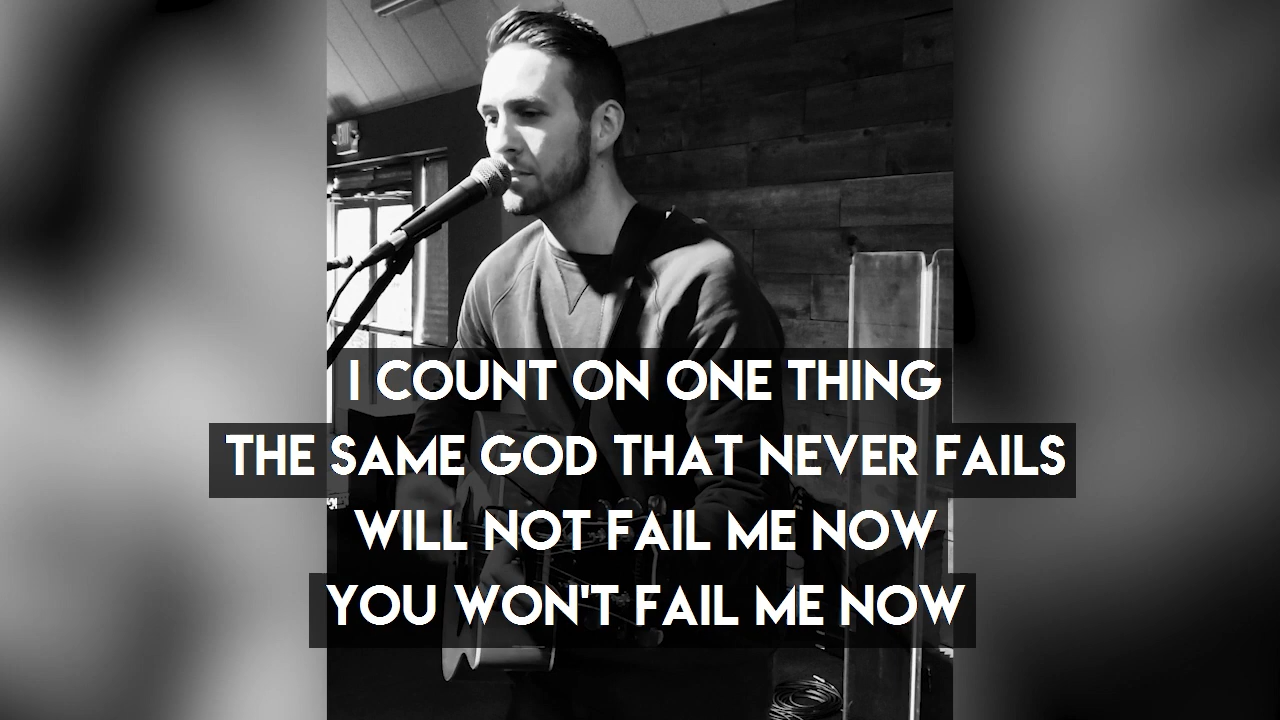 EXIT
I COUNT ON ONE THING
THE SAME GOD THAT NEVER FAILS
WILL NOT FAIL ME NOW
YOU WON'T FAIL ME NOW